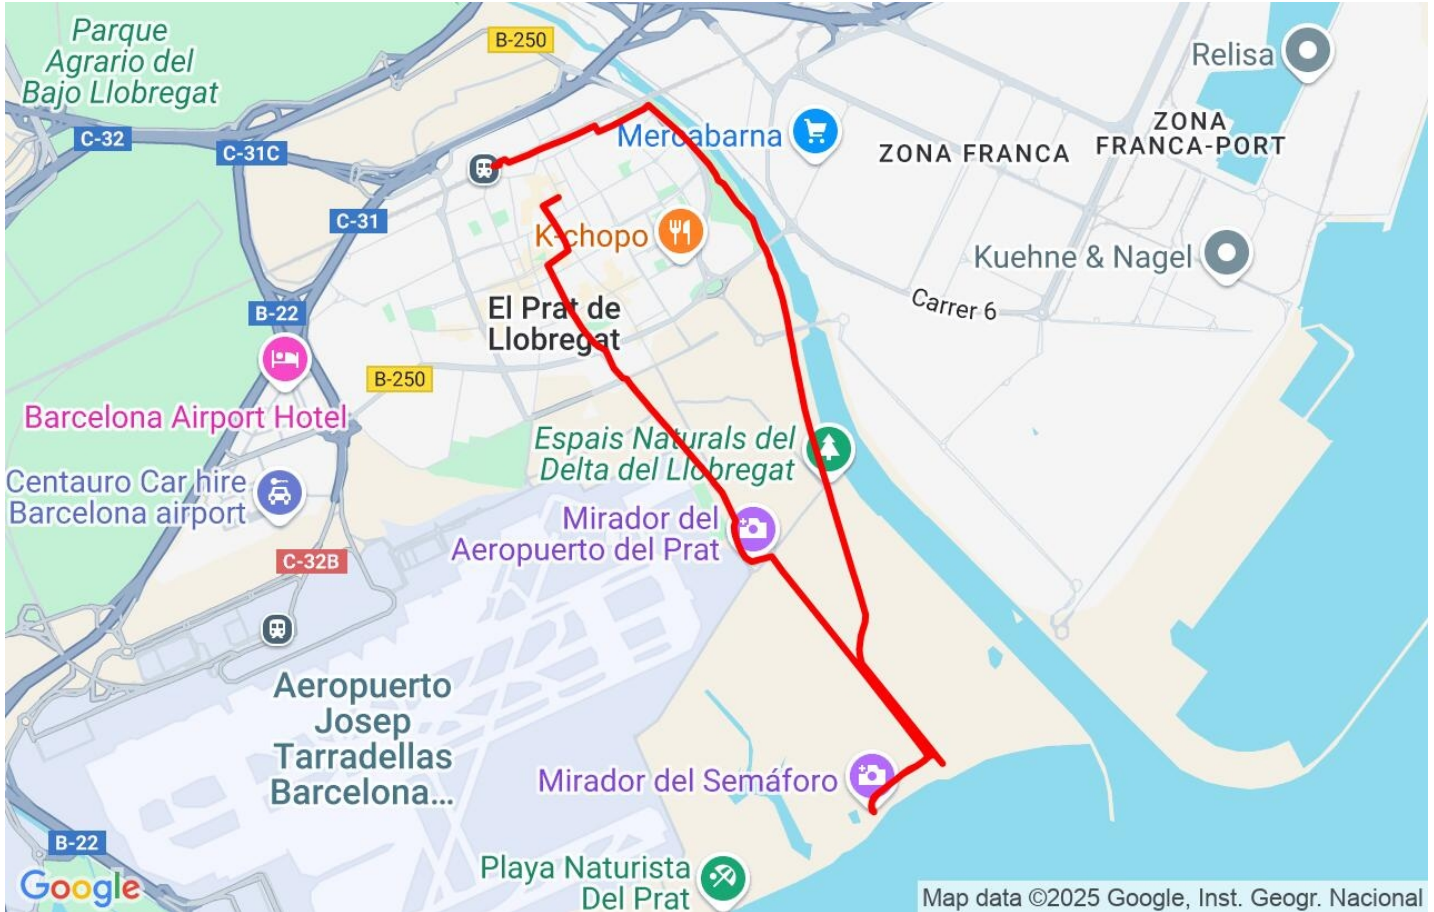 Parque
Agrario del
Bajo Llobregat
B-250
Relisa
C-32
C-31C
Mercabarna
ZONA FRANCA
ZONA
FRANCA-PORT
C-31
K-chopo
Kuehne & Nagel
Carrer 6
B-22
El Prat de
Llobregat
B-250
Barcelona Airport Hotel
Espais Naturals del
Delta del Llobregat
Centauro Car hire
Barcelona airport
Mirador del
Aeropuerto del Prat
C-32B
Aeropuerto
Josep
Tarradellas
Barcelona...
Mirador del Semáforo
B-22
Playa Naturista
Del Prat
Google
Map data ©2025 Google, Inst. Geogr. Nacional